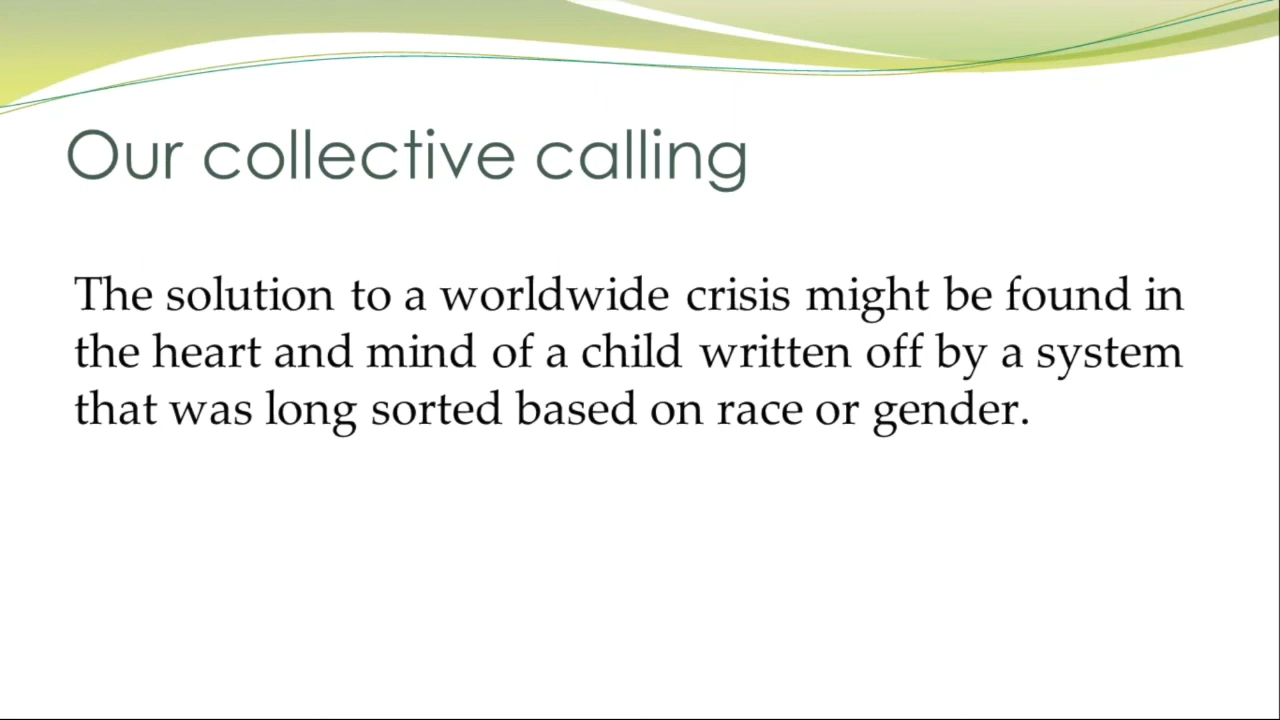 Our collective calling
The solution to a worldwide crisis might be found in
the heart and mind of a child written off by a system
that was long sorted based on race or gender.